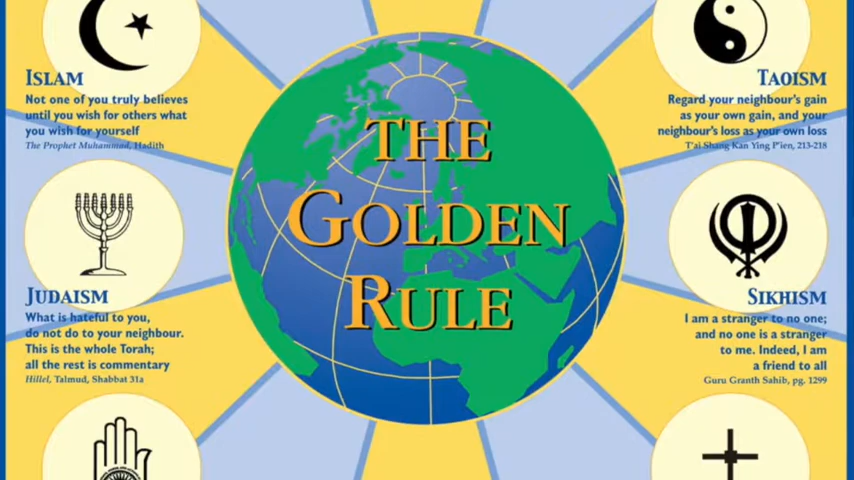 ISLAM
Not one of you truly believes
until you wish for others what
you wish for yourself
The Prophet Muhammad, Hadith
JUDAISM
What is hateful to you,
do not do to your neighbour.
This is the whole Torah;
all the rest is commentary
Hillel, Talmud, Shabbat 31a
THE
GOLDEN
RULE
TAOISM
Regard your neighbour's gain
as your own gain, and your
neighbour's loss as your own loss
T'ai Shang Kan Ying P'ien, 213-218
SIKHISM
I am a stranger to no one;
and no one is a stranger
to me. Indeed, I am
a friend to all
Guru Granth Sahib, pg. 1299